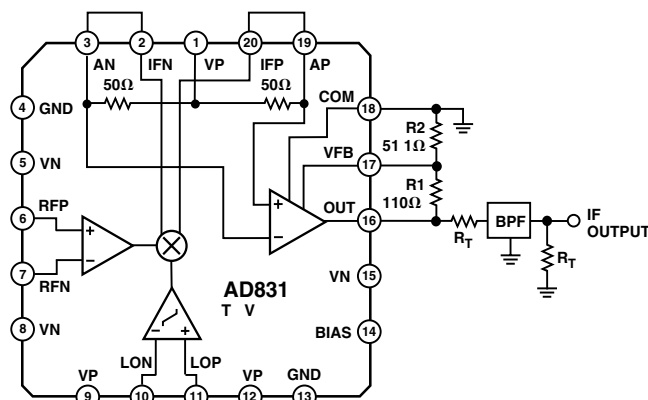 3 2 1 20 19
AN IFN VP IFP AP
50Ω 50Ω
COM 18
4 GND
R2
51 1Ω
VFB 17
5 VN
R1
110Ω
OUT 16
6 RFP
+ −
+ −
R_T
BPF
IF
OUTPUT
R_T
7 RFN
VN 15
AD831
T V
8 VN
BIAS 14
− +
LON LOP
VP VP GND
9 10 11 12 13